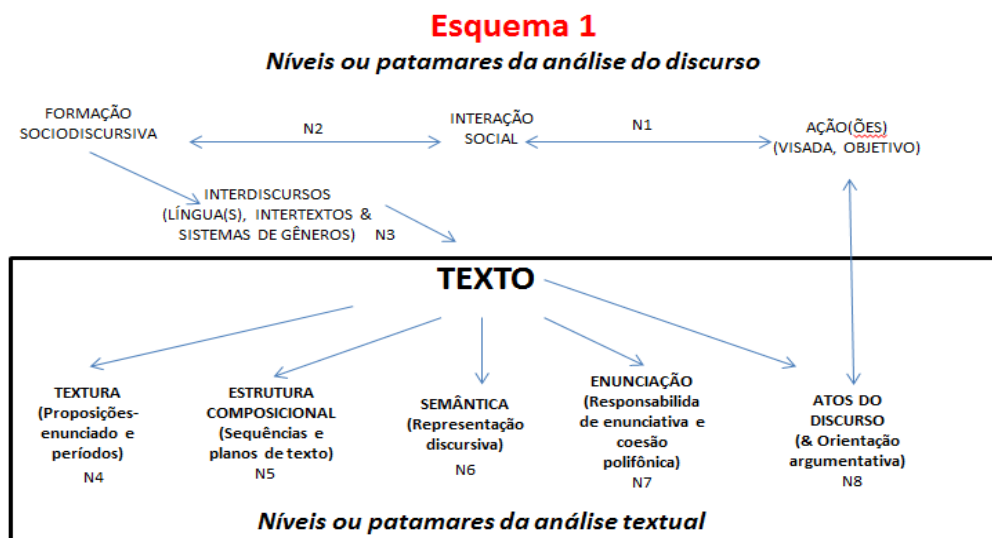 Esquema 1
Níveis ou patamares da análise do discurso
FORMAÇÃO
SOCIODISCURSIVA
N2
INTERAÇÃO
SOCIAL
N1
AÇÃO(ÕES)
(VISADA, OBJETIVO)
INTERDISCURSOS
(LÍNGUA(S), INTERTEXTOS &
SISTEMAS DE GÊNEROS) N3
TEXTO
TEXTURA
(Proposições-
enunciado e
períodos)
N4
ESTRUTURA
COMPOSICIONAL
(Sequências e
planos de texto)
N5
SEMÂNTICA
(Representação
discursiva)
N6
ENUNCIAÇÃO
(Responsabilida
de enunciativa e
coesão
polifônica)
N7
ATOS DO
DISCURSO
(& Orientação
argumentativa)
N8
Níveis ou patamares da análise textual